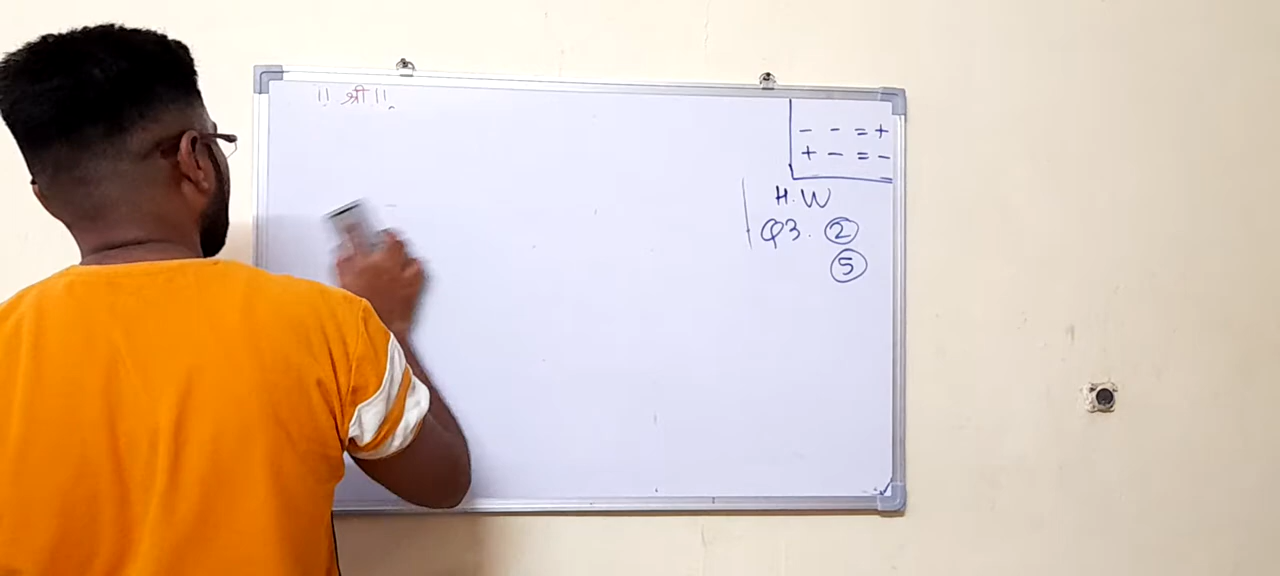 !! श्री !!
- - = +
+ - = -
H.W
Q3. 2
5